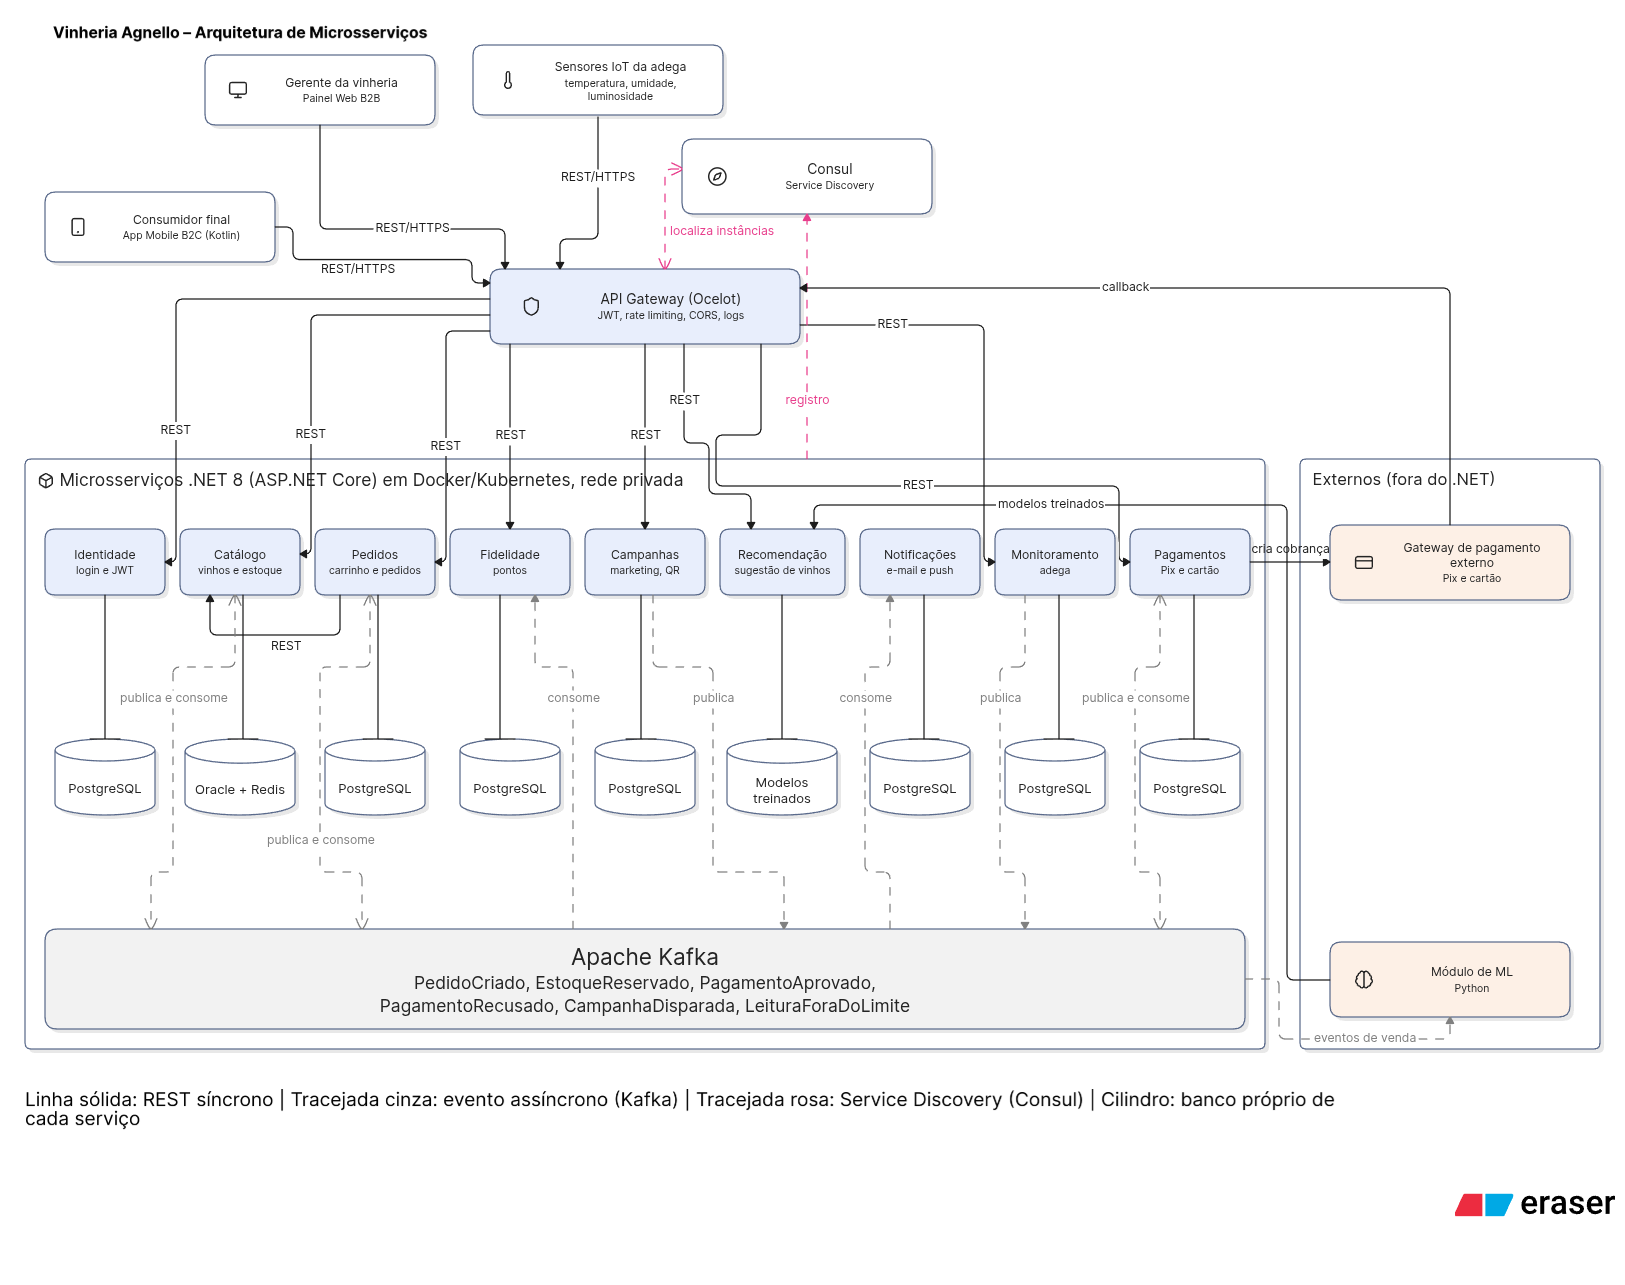 Vinheria Agnello – Arquitetura de Microsserviços
Gerente da vinheria
Painel Web B2B
Sensores IoT da adega
temperatura, umidade,
luminosidade
REST/HTTPS
Consul
Service Discovery
Consumidor final
App Mobile B2C (Kotlin)
REST/HTTPS
REST/HTTPS
localiza instâncias
API Gateway (Ocelot)
JWT, rate limiting, CORS, logs
callback
REST
REST
registro
REST
REST
REST
REST
REST
Microsserviços .NET 8 (ASP.NET Core) em Docker/Kubernetes, rede privada
Externos (fora do .NET)
REST
modelos treinados
Identidade
login e JWT
Catálogo
vinhos e estoque
Pedidos
carrinho e pedidos
Fidelidade
pontos
Campanhas
marketing, QR
Recomendação
sugestão de vinhos
Notificações
e-mail e push
Monitoramento
adega
Pagamentos
Pix e cartão
cria cobrança
Gateway de pagamento
externo
Pix e cartão
REST
publica e consome
consome
publica
consome
publica
publica e consome
PostgreSQL
Oracle + Redis
PostgreSQL
PostgreSQL
PostgreSQL
Modelos
treinados
PostgreSQL
PostgreSQL
PostgreSQL
publica e consome
Apache Kafka
PedidoCriado, EstoqueReservado, PagamentoAprovado,
PagamentoRecusado, CampanhaDisparada, LeituraForaDoLimite
Módulo de ML
Python
eventos de venda
Linha sólida: REST síncrono | Tracejada cinza: evento assíncrono (Kafka) | Tracejada rosa: Service Discovery (Consul) | Cilindro: banco próprio de
cada serviço
eraser